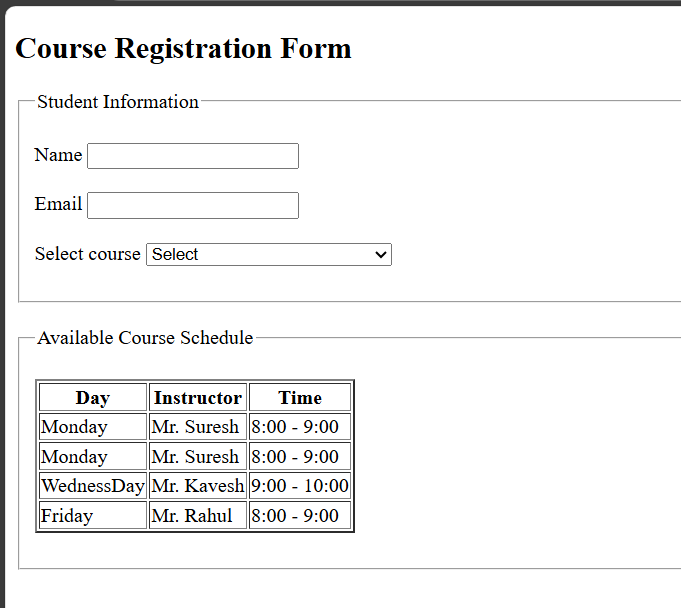 Course Registration Form
Student Information
Name
Email
Select course Select
Available Course Schedule
Day Instructor Time
Monday Mr. Suresh 8:00 - 9:00
Monday Mr. Suresh 8:00 - 9:00
WednessDay Mr. Kavesh 9:00 - 10:00
Friday Mr. Rahul 8:00 - 9:00